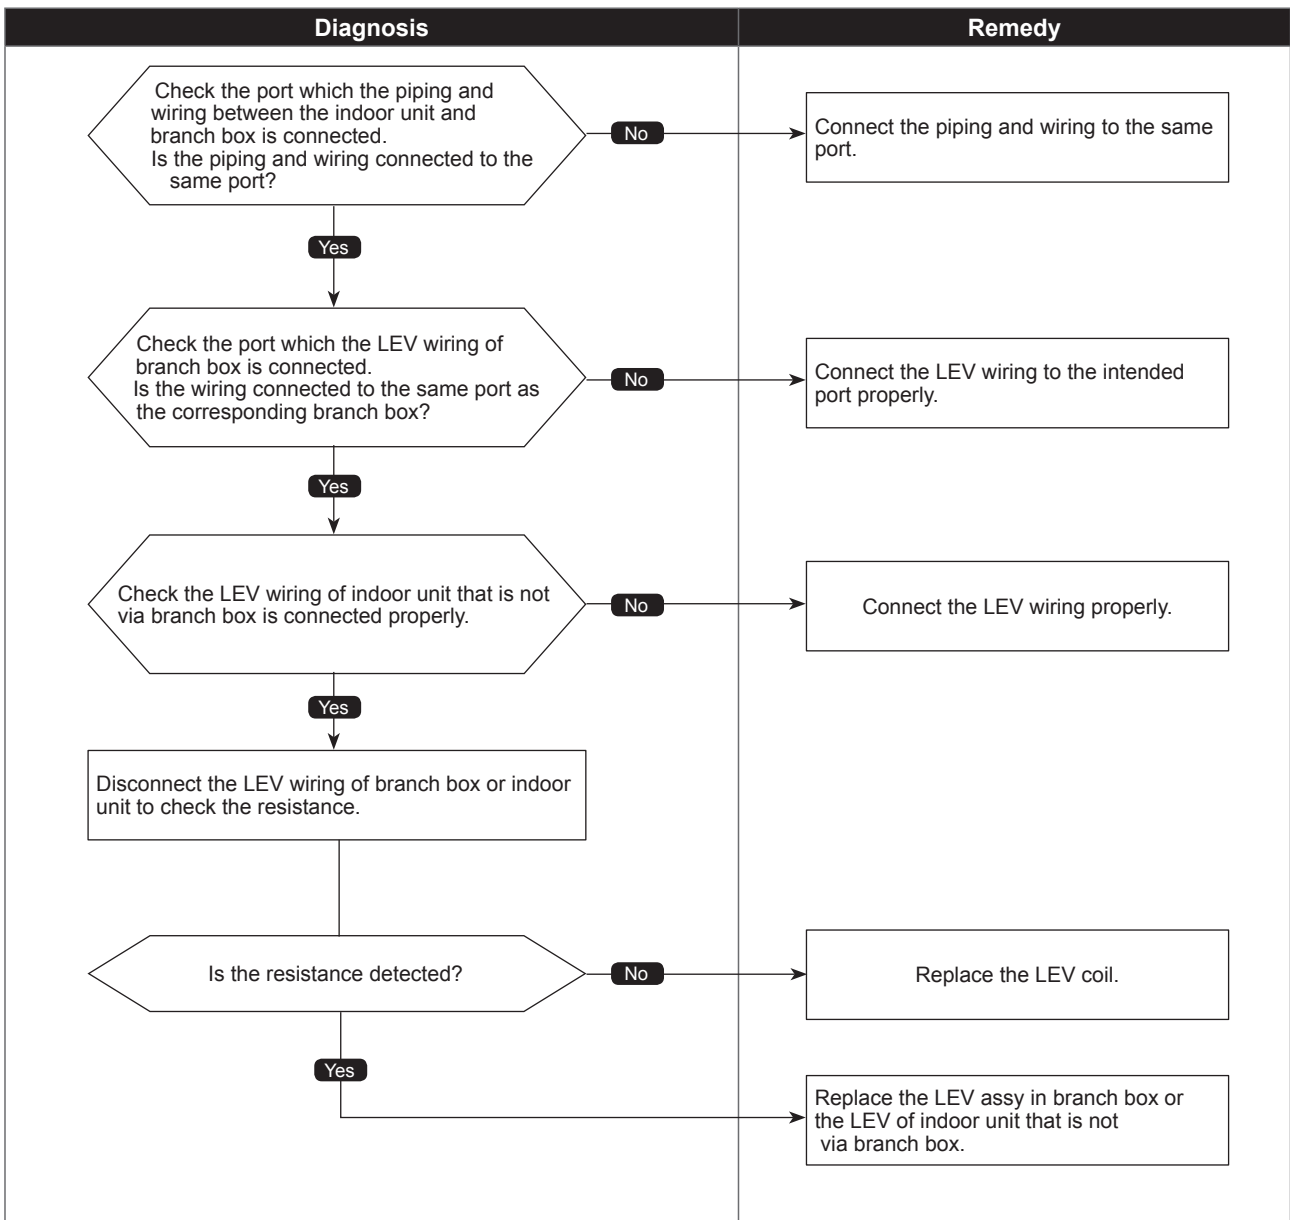 Diagnosis
Remedy
Check the port which the piping and
wiring between the indoor unit and
branch box is connected.
Is the piping and wiring connected to the
same port?
No
Connect the piping and wiring to the same
port.
Yes
Check the port which the LEV wiring of
branch box is connected.
Is the wiring connected to the same port as
the corresponding branch box?
No
Connect the LEV wiring to the intended
port properly.
Yes
Check the LEV wiring of indoor unit that is not
via branch box is connected properly.
No
Connect the LEV wiring properly.
Yes
Disconnect the LEV wiring of branch box or indoor
unit to check the resistance.
Is the resistance detected?
No
Replace the LEV coil.
Yes
Replace the LEV assy in branch box or
the LEV of indoor unit that is not
via branch box.